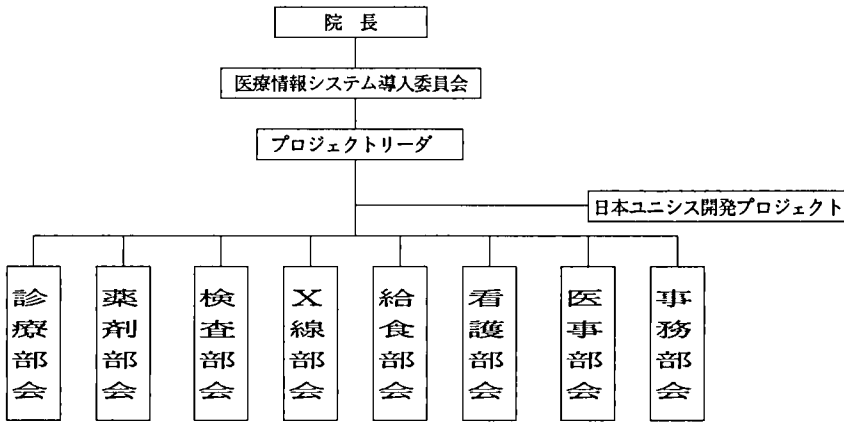 院長
医療情報システム導入委員会
プロジェクトリーダ
日本ユニシス開発プロジェクト
診療部会
薬剤部会
検査部会
X線部会
給食部会
看護部会
医事部会
事務部会